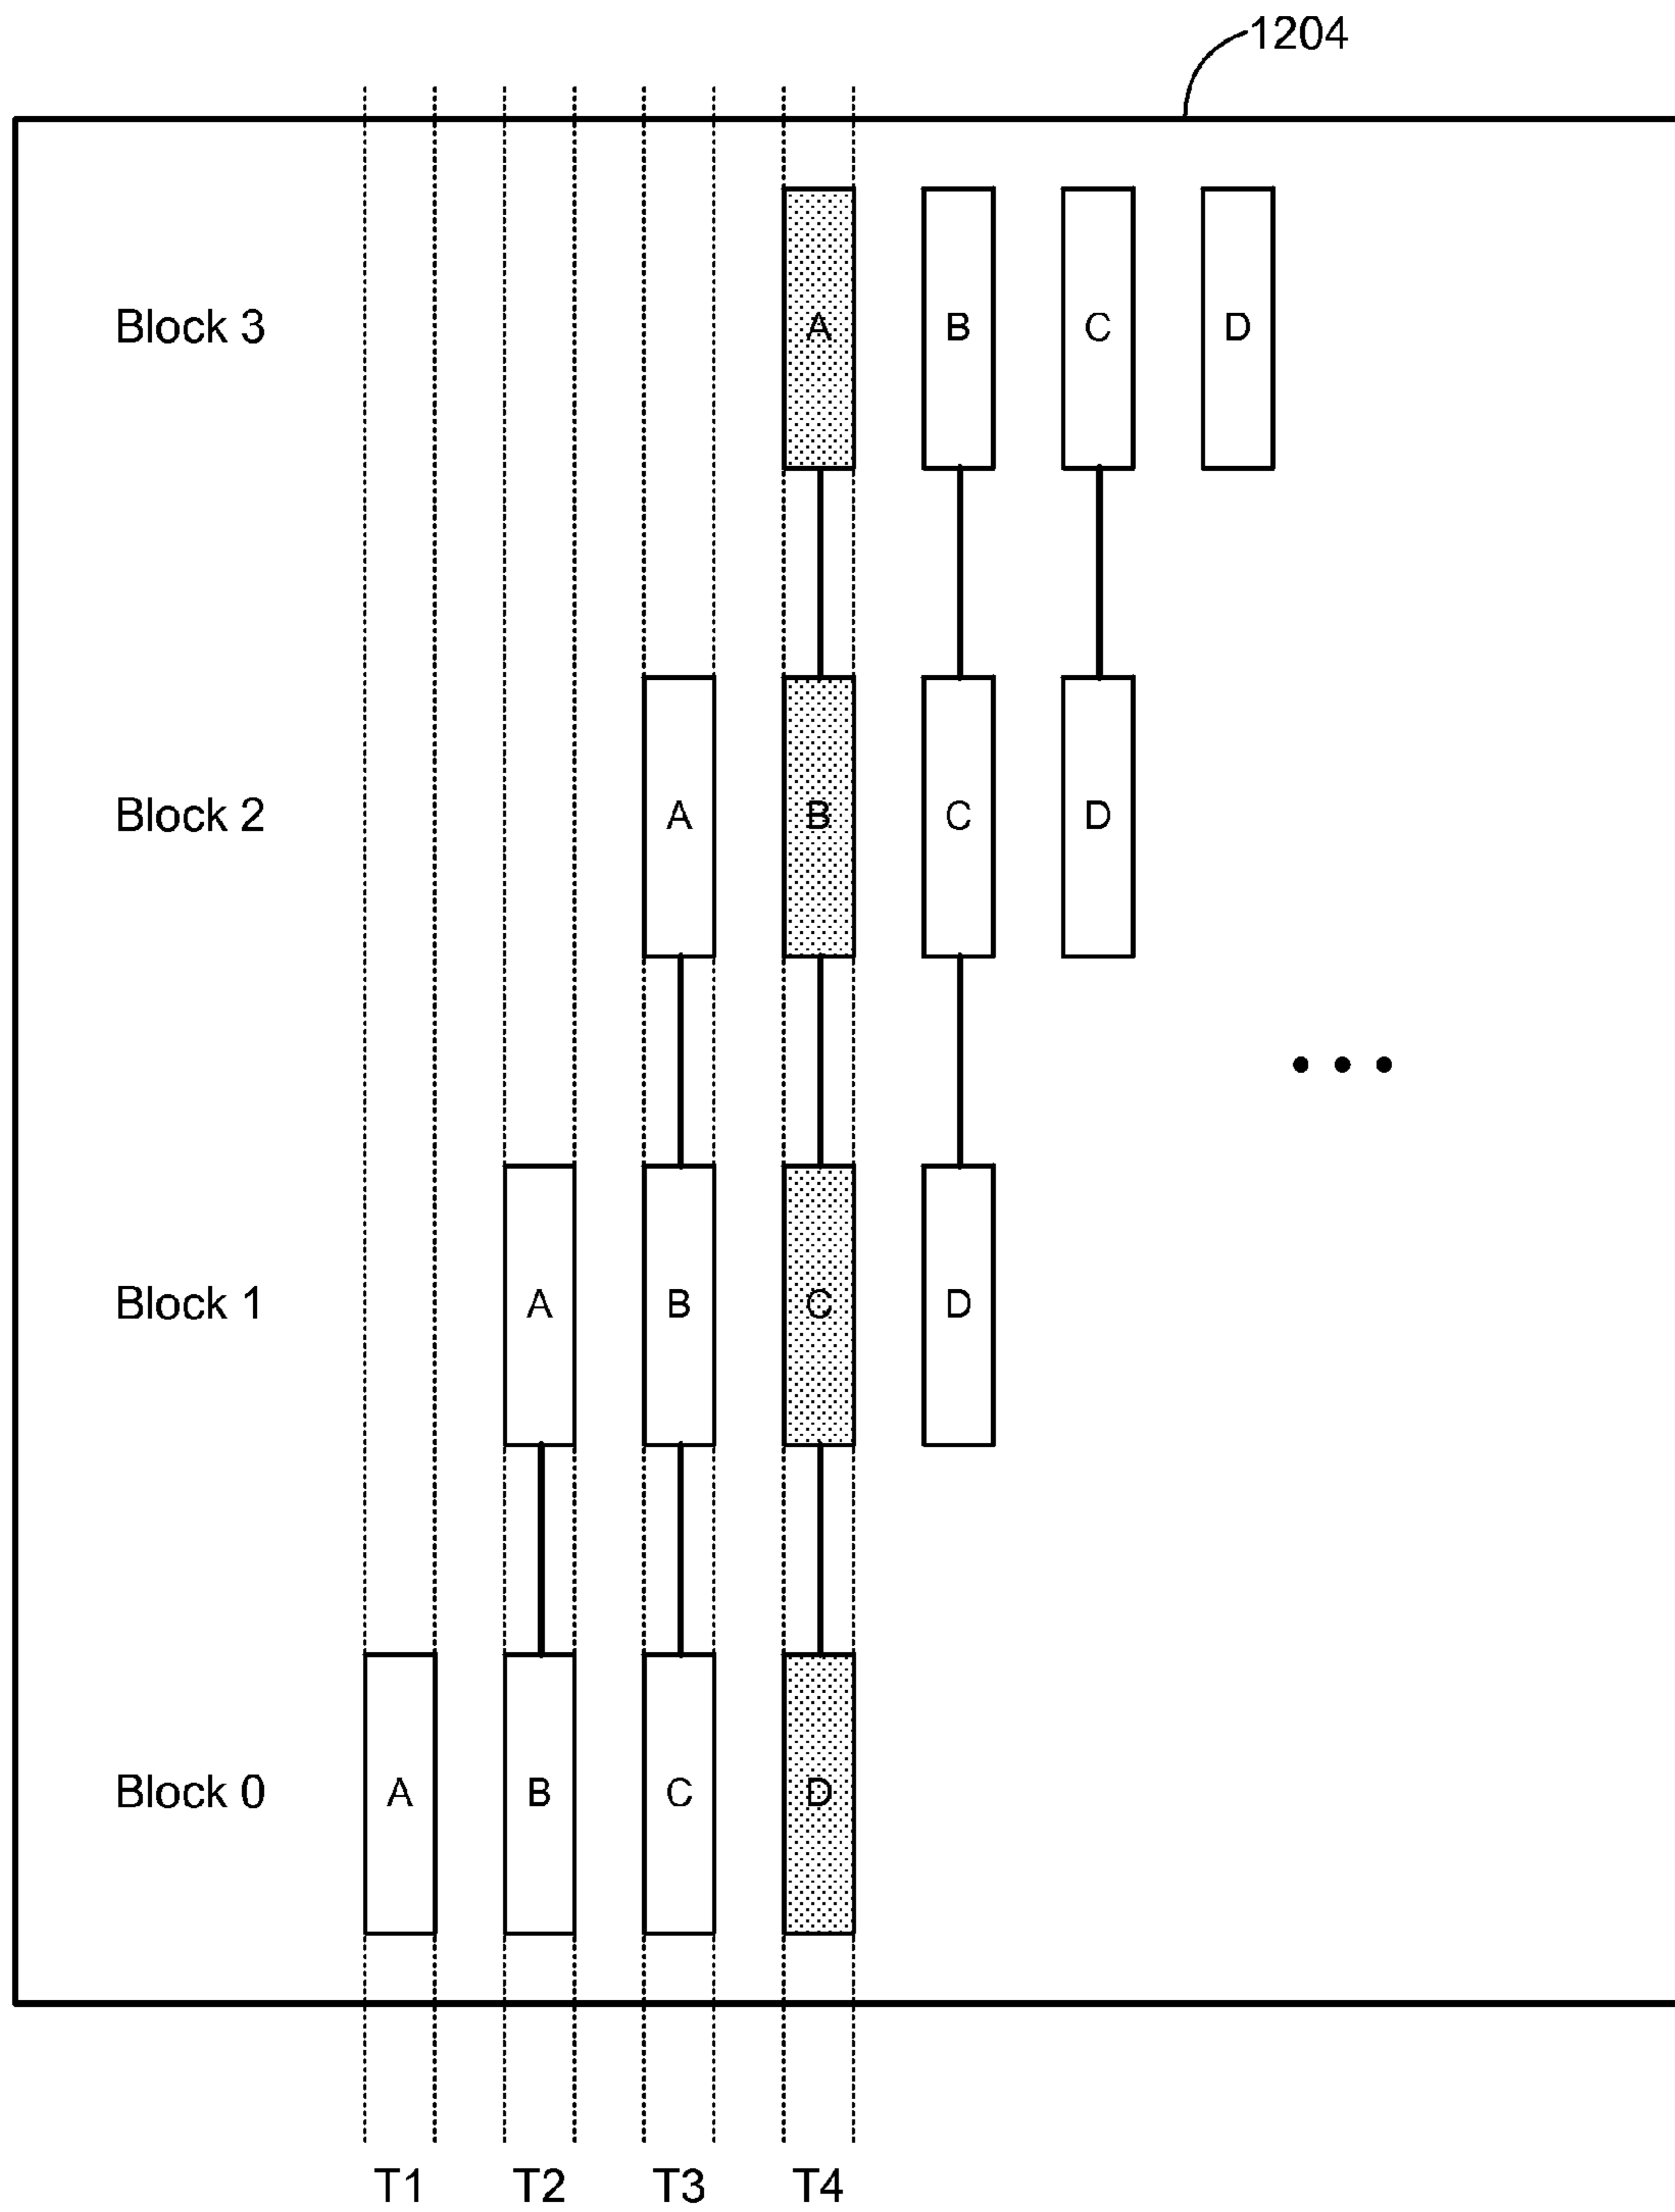 1204
Block 3 A B C D
Block 2 A B C D
Block 1 A B C D
Block 0 A B C D
T1 T2 T3 T4